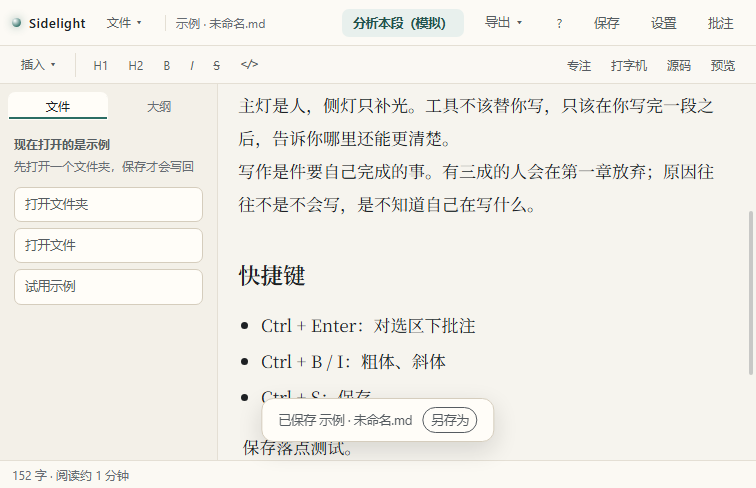 Sidelight 文件 示例 · 未命名.md 分析本段（模拟） 导出 ? 保存 设置 批注
插入 H1 H2 B I S </> 专注 打字机 源码 预览
文件 大纲
现在打开的是示例
先打开一个文件夹，保存才会写回
打开文件夹
打开文件
试用示例
主灯是人，侧灯只补光。工具不该替你写，只该在你写完一段之
后，告诉你哪里还能更清楚。
写作是件要自己完成的事。有三成的人会在第一章放弃；原因往
往不是不会写，是不知道自己在写什么。
快捷键
Ctrl + Enter：对选区下批注
Ctrl + B / I：粗体、斜体
Ctrl + S：保存
已保存 示例 · 未命名.md 另存为
保存落点测试。
152 字 · 阅读约 1 分钟